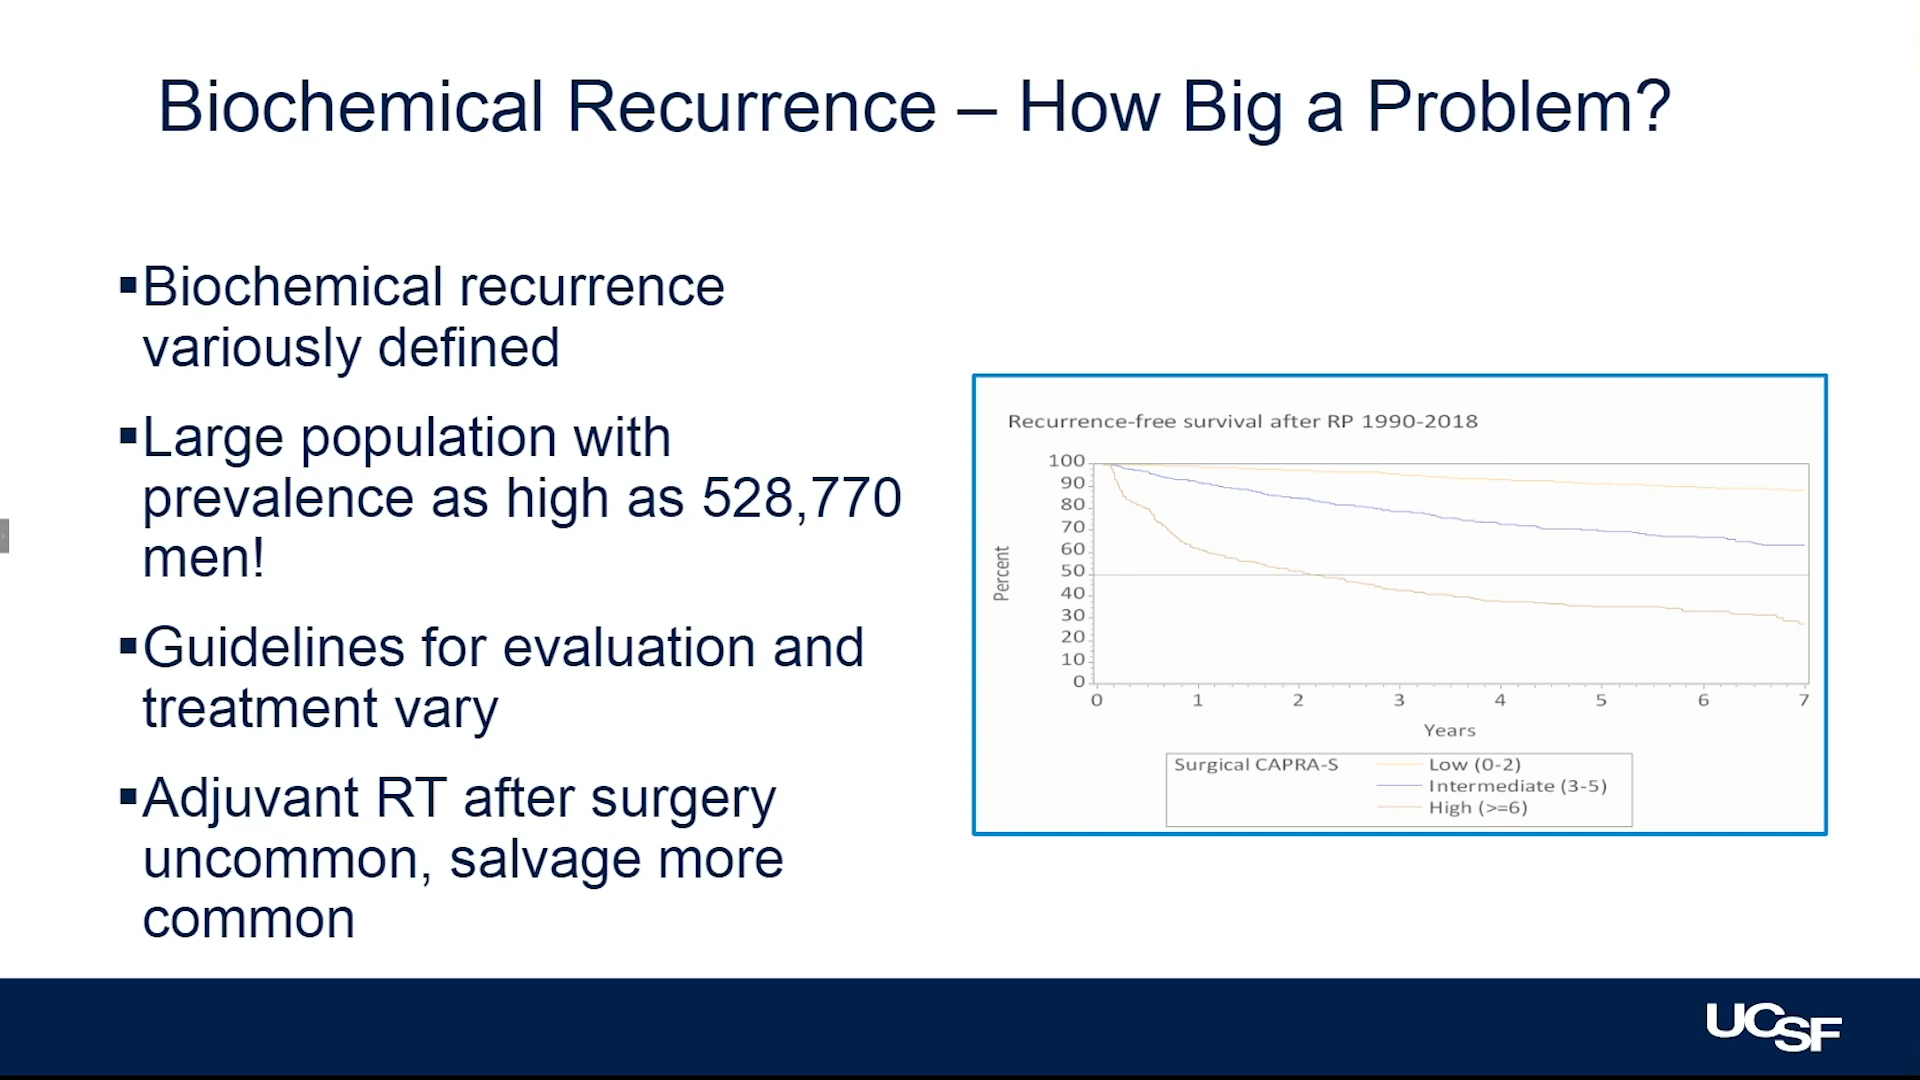 Biochemical Recurrence – How Big a Problem?
▪Biochemical recurrence
variously defined
▪Large population with
prevalence as high as 528,770
men!
▪Guidelines for evaluation and
treatment vary
▪Adjuvant RT after surgery
uncommon, salvage more
common
Recurrence-free survival after RP 1990-2018
100
90
80
70
60
50
40
30
20
10
0
Percent
0 1 2 3 4 5 6 7
Years
Surgical CAPRA-S Low (0-2)
Intermediate (3-5)
High (>=6)
UCSF